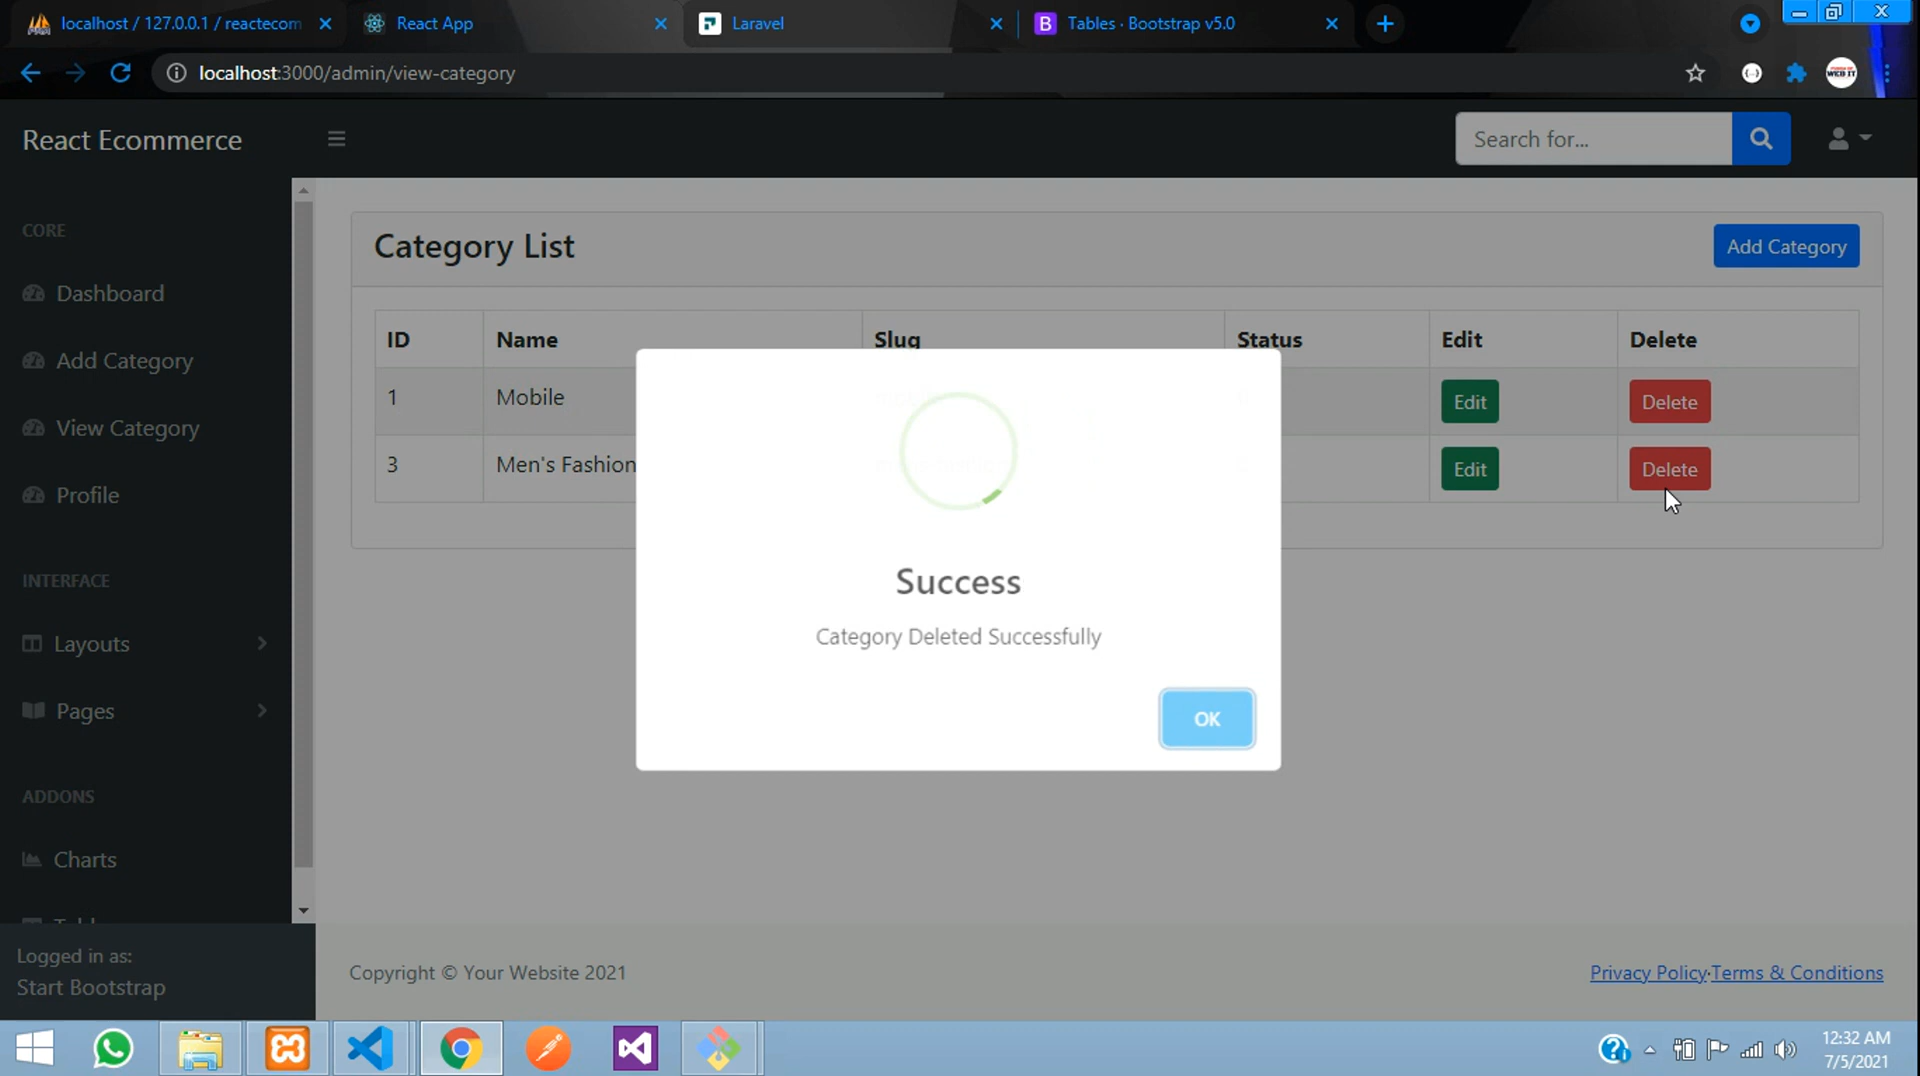 localhost / 127.0.0.1 / reactecom
React App
Laravel
B
Tables · Bootstrap v5.0
localhost:3000/admin/view-category
WEB IT
React Ecommerce
Search for...
CORE
Dashboard
Add Category
View Category
Profile
INTERFACE
Layouts
Pages
ADDONS
Charts
Logged in as:
Start Bootstrap
Category List
Add Category
ID Name Slug Status Edit Delete
1 Mobile Edit Delete
3 Men's Fashion Edit Delete
Success
Category Deleted Successfully
OK
Copyright © Your Website 2021
Privacy Policy·Terms & Conditions
12:32 AM
7/5/2021